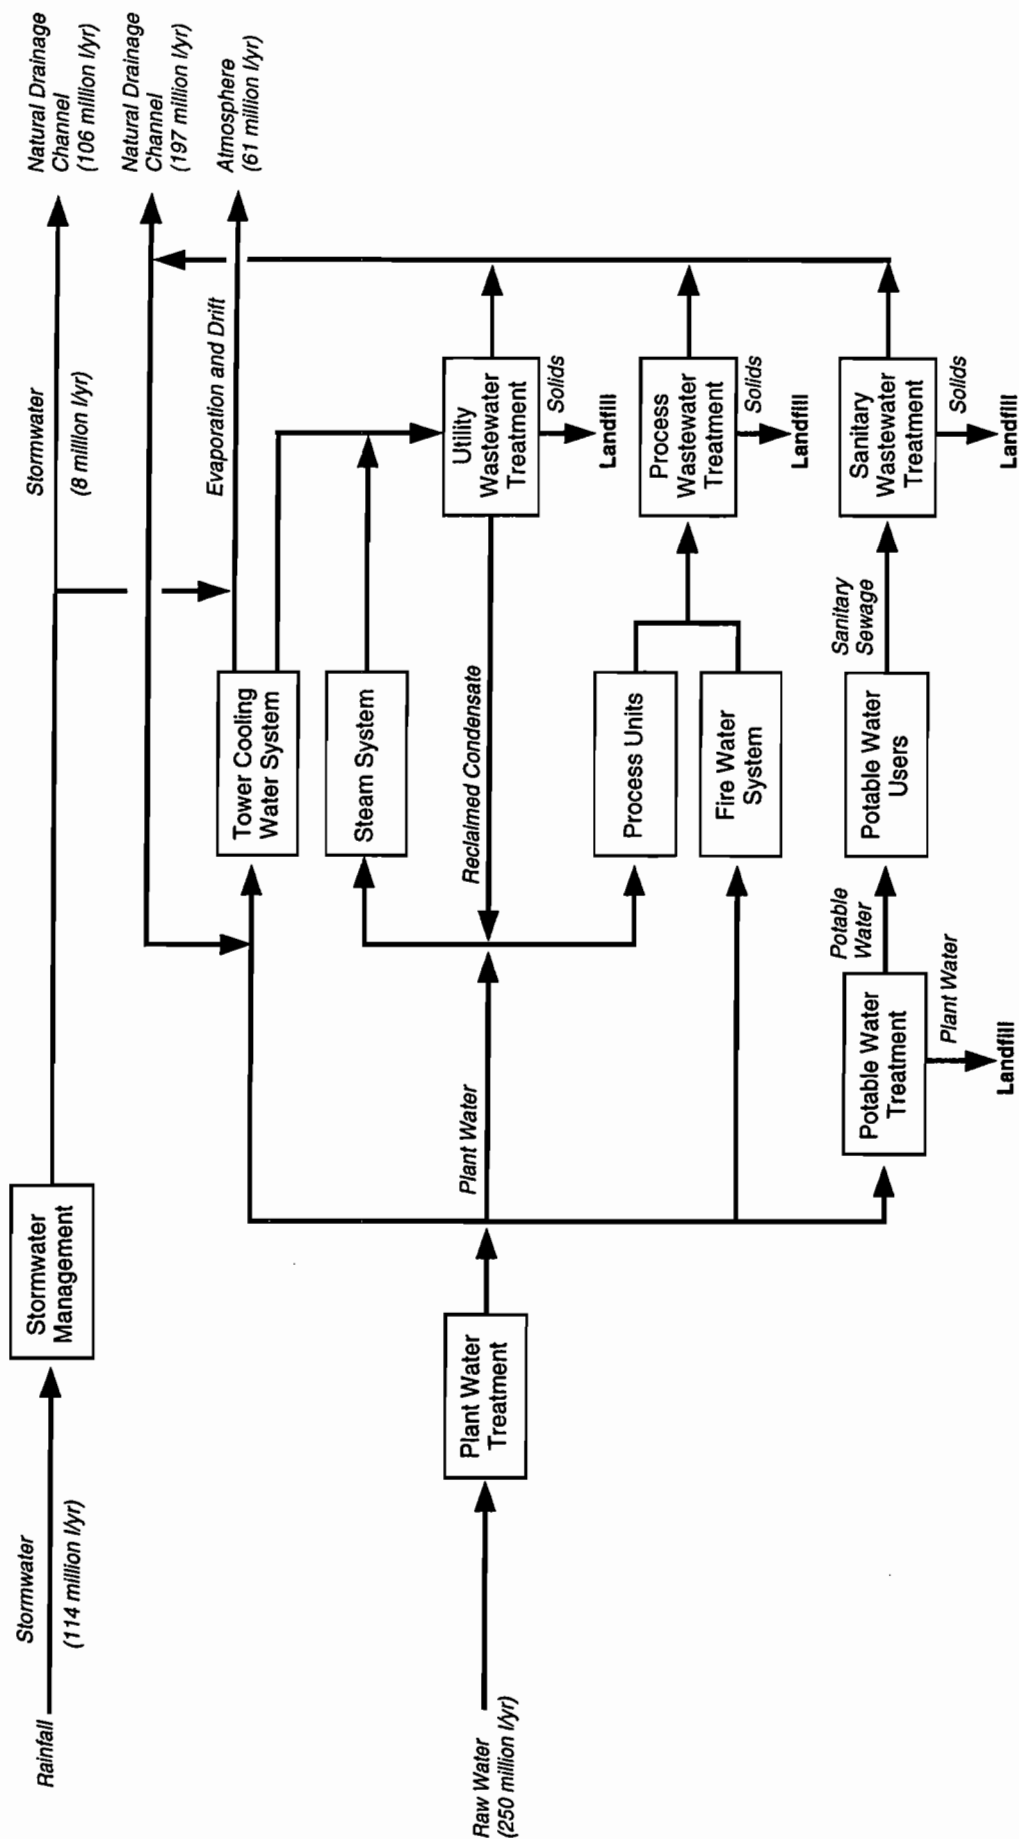 Rainfall
Stormwater
(114 million l/yr)
Stormwater
Management
Stormwater
(8 million l/yr)
Natural Drainage
Channel
(106 million l/yr)
Natural Drainage
Channel
(197 million l/yr)
Atmosphere
(61 million l/yr)
Evaporation and Drift
Tower Cooling
Water System
Steam System
Raw Water
(250 million l/yr)
Plant Water
Treatment
Plant Water
Reclaimed Condensate
Utility
Wastewater
Treatment
Solids
Landfill
Process Units
Fire Water
System
Process
Wastewater
Treatment
Solids
Landfill
Potable Water
Treatment
Plant Water
Landfill
Potable
Water
Potable Water
Users
Sanitary
Sewage
Sanitary
Wastewater
Treatment
Solids
Landfill